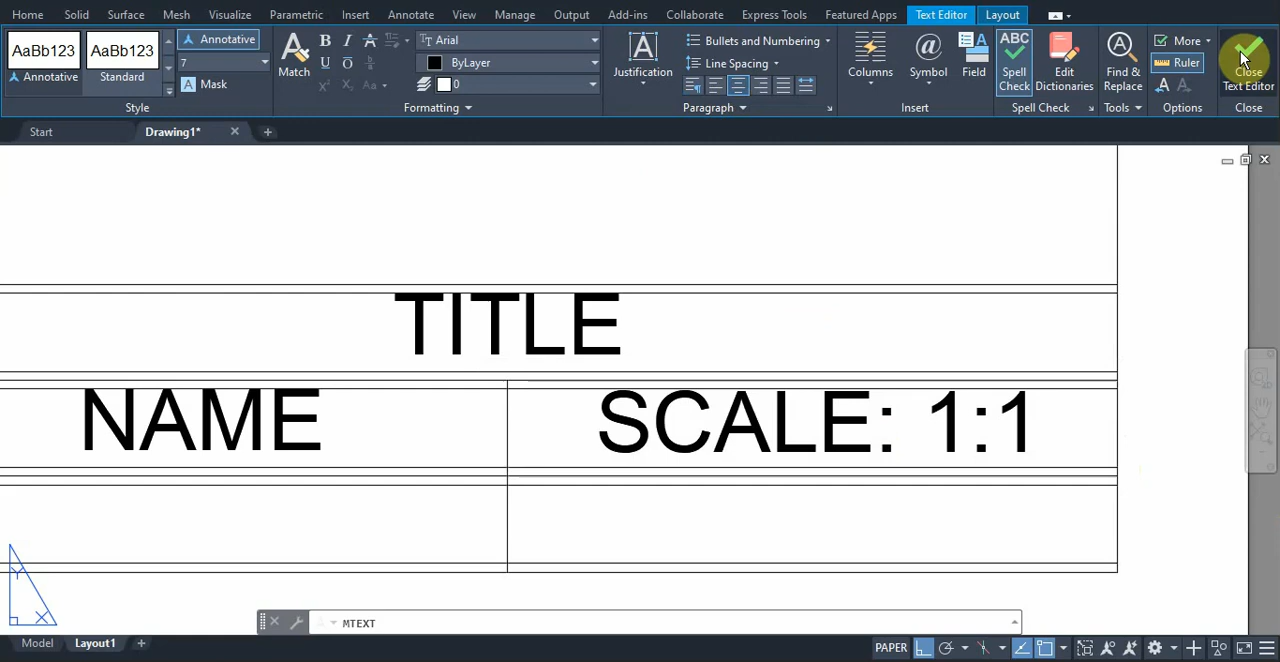 Home Solid Surface Mesh Visualize Parametric Insert Annotate View Manage Output Add-ins Collaborate Express Tools Featured Apps Text Editor Layout
AaBb123 AaBb123 Annotative Match B I A Arial Bullets and Numbering ABC More
Annotative Standard 7 U O ByLayer Justification Line Spacing Columns Symbol Field Spell Check Edit Dictionaries Find & Replace Ruler Close Text Editor
Mask Aa 0
Style Formatting Paragraph Insert Spell Check Tools Options Close
Start Drawing1*
TITLE
NAME SCALE: 1:1
Y
X
MTEXT
Model Layout1 PAPER